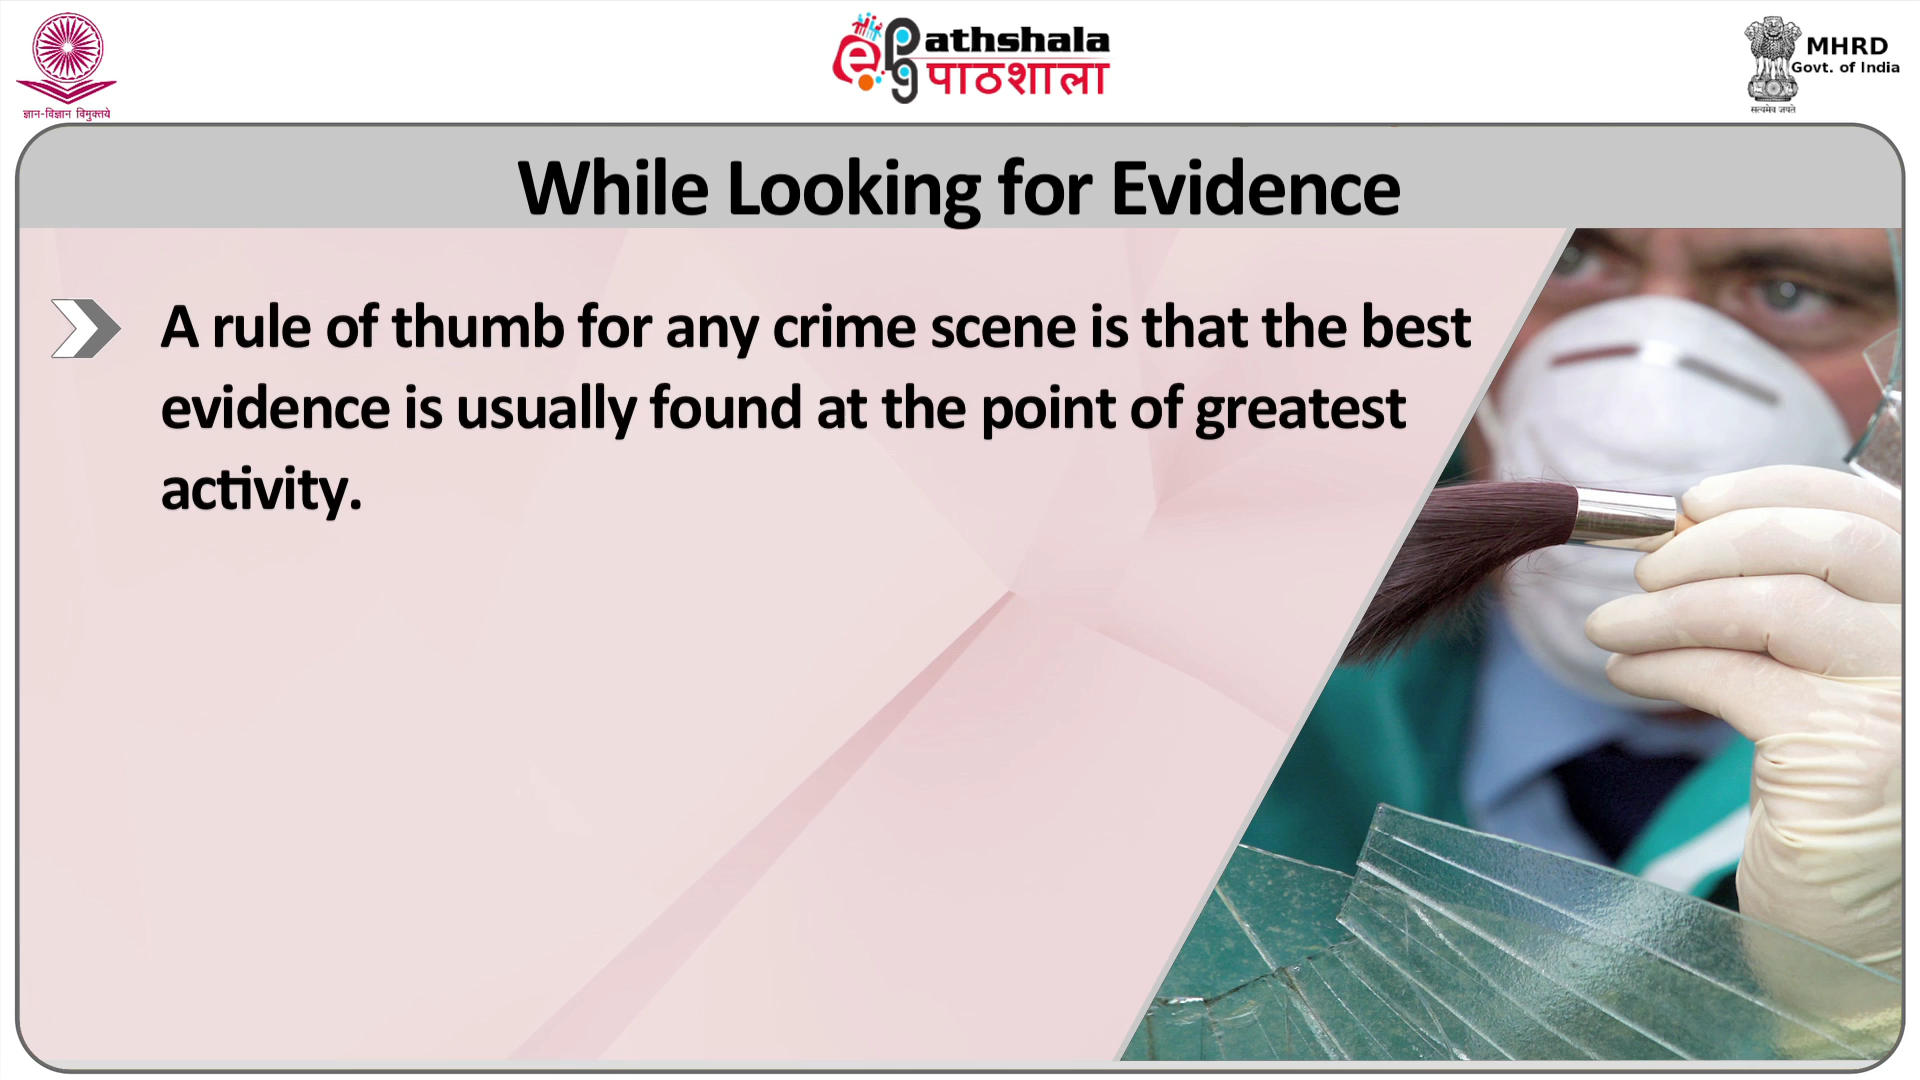 ज्ञान-विज्ञान विमुक्तये
e Pg athshala
पाठशाला
MHRD
Govt. of India
सत्यमेव जयते
While Looking for Evidence
A rule of thumb for any crime scene is that the best
evidence is usually found at the point of greatest
activity.